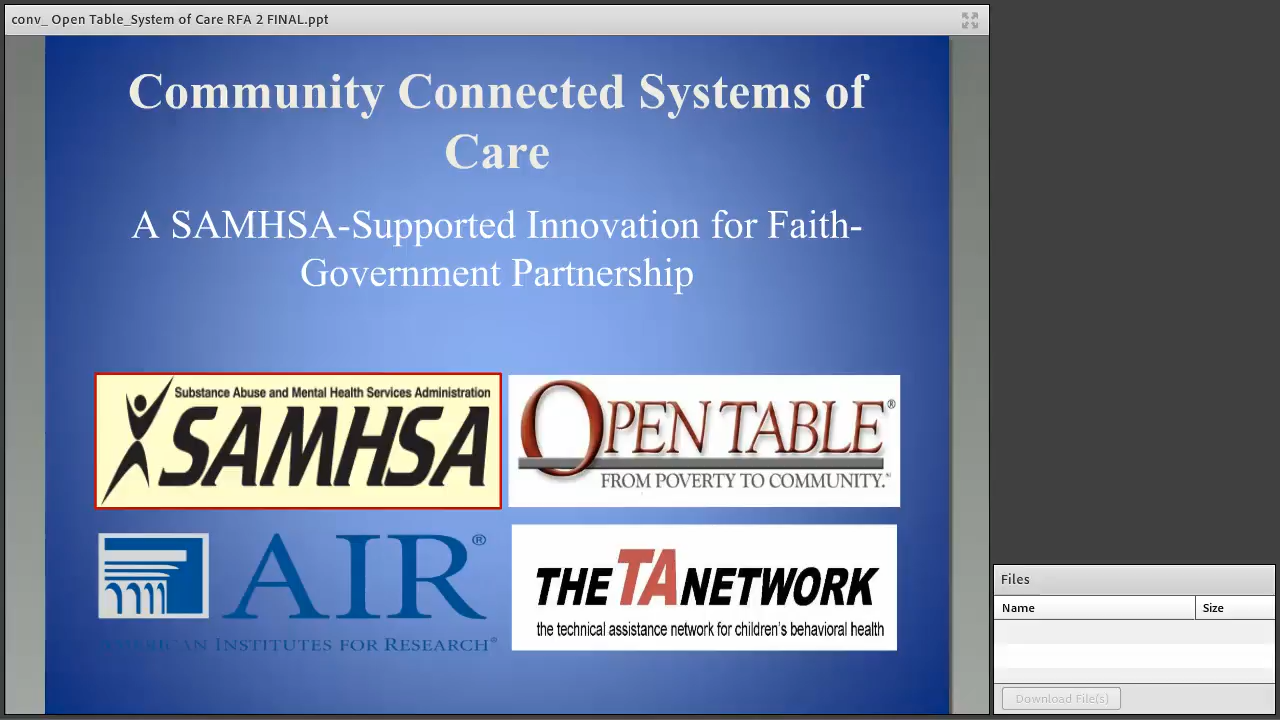 conv_ Open Table_System of Care RFA 2 FINAL.ppt
Community Connected Systems of
Care
A SAMHSA-Supported Innovation for Faith-
Government Partnership
Substance Abuse and Mental Health Services Administration
SAMHSA
OPEN TABLE®
FROM POVERTY TO COMMUNITY.℠
AIR®
AMERICAN INSTITUTES FOR RESEARCH®
THE TA NETWORK
the technical assistance network for children's behavioral health
Files
Name Size
Download File(s)